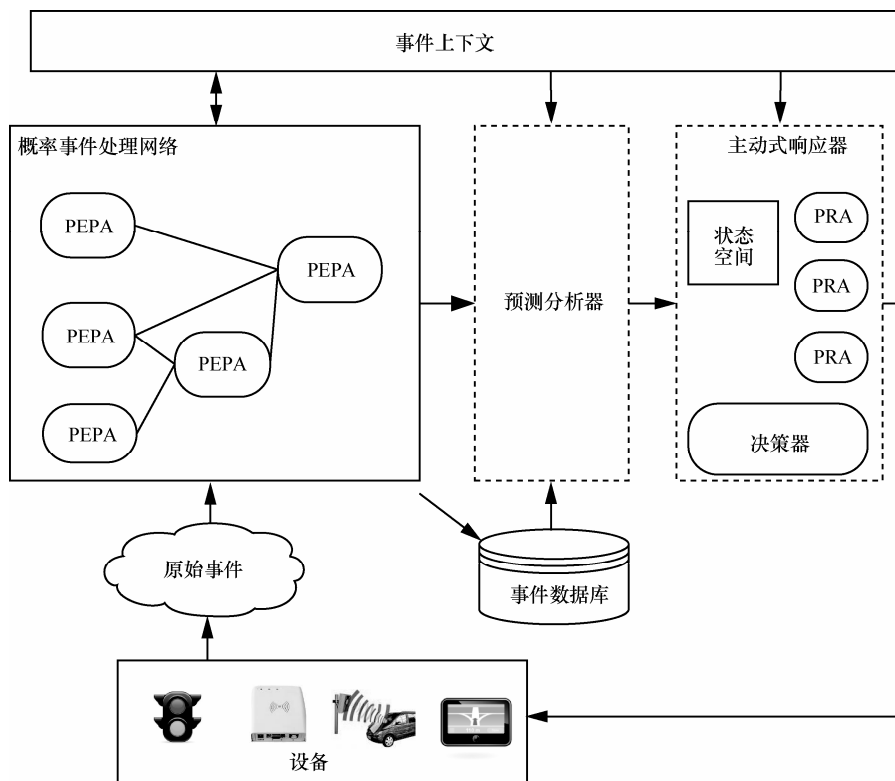 事件上下文
概率事件处理网络
PEPA
PEPA
PEPA
PEPA
PEPA
预测分析器
主动式响应器
状态
空间
PRA
PRA
PRA
决策器
原始事件
事件数据库
设备